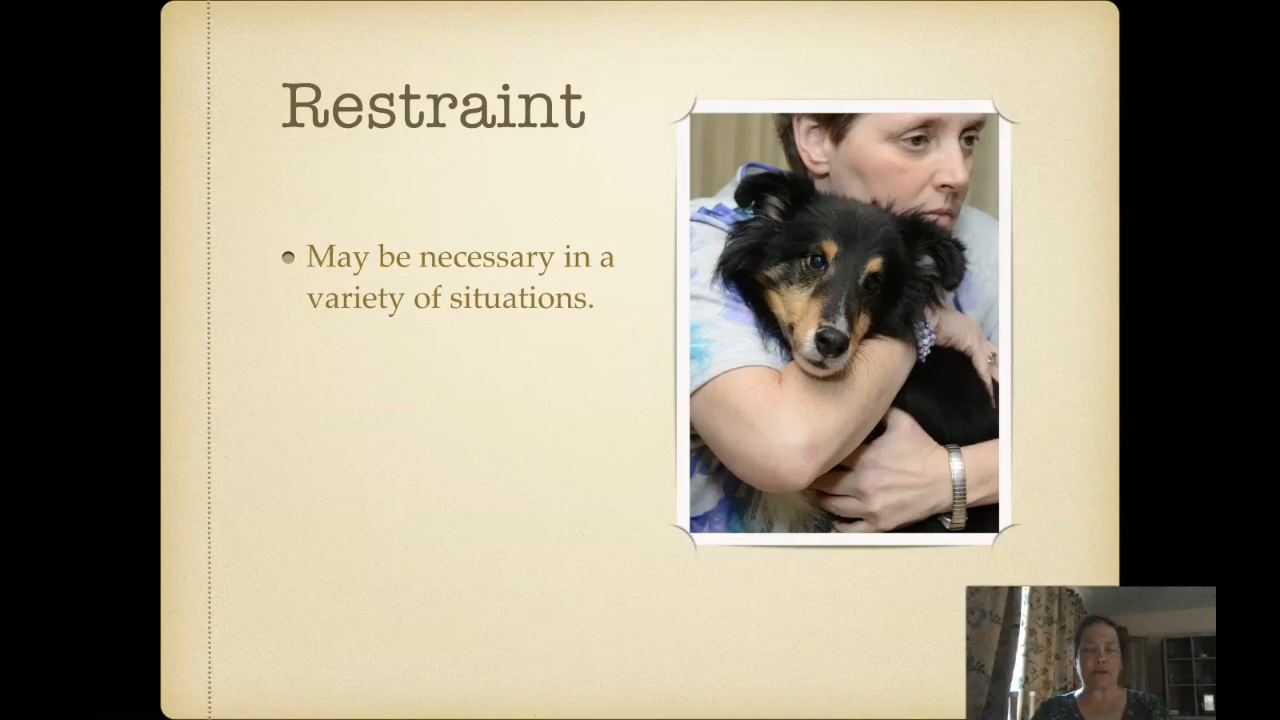 Restraint
May be necessary in a
variety of situations.